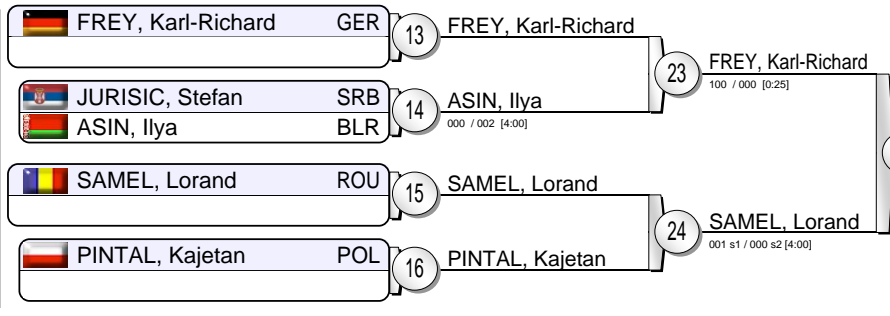 FREY, Karl-Richard GER
13
FREY, Karl-Richard
23
FREY, Karl-Richard
100 / 000 [0:25]
JURISIC, Stefan SRB
ASIN, Ilya BLR
14
ASIN, Ilya
000 / 002 [4:00]
SAMEL, Lorand ROU
15
SAMEL, Lorand
24
SAMEL, Lorand
001 s1 / 000 s2 [4:00]
PINTAL, Kajetan POL
16
PINTAL, Kajetan